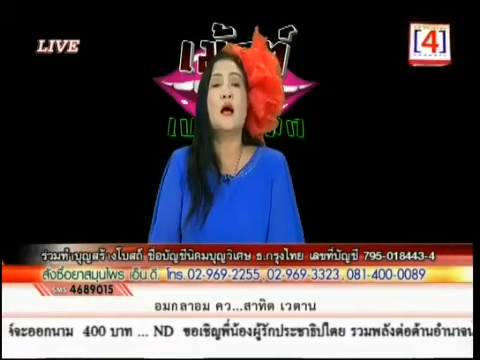 LIVE
[4]
เม้าท์
ร่วมทำบุญสร้างโบสถ์ ชื่อบัญชีนิคมบุญวิเศษ ธ.กรุงไทย เลขที่บัญชี 795-018443-4
สั่งซื้อยาสมุนไพร เอ็น.ดี. โทร.02-969-2255,02-969-3323,081-400-0089
SMS 4689015
อมกลาอม คว...สาทิต เวตาน
จ์จะออกนาม 400 บาท ... ND ขอเชิญพี่น้องผู้รักประชาธิปไตย รวมพลังต่อต้านอำนาจน